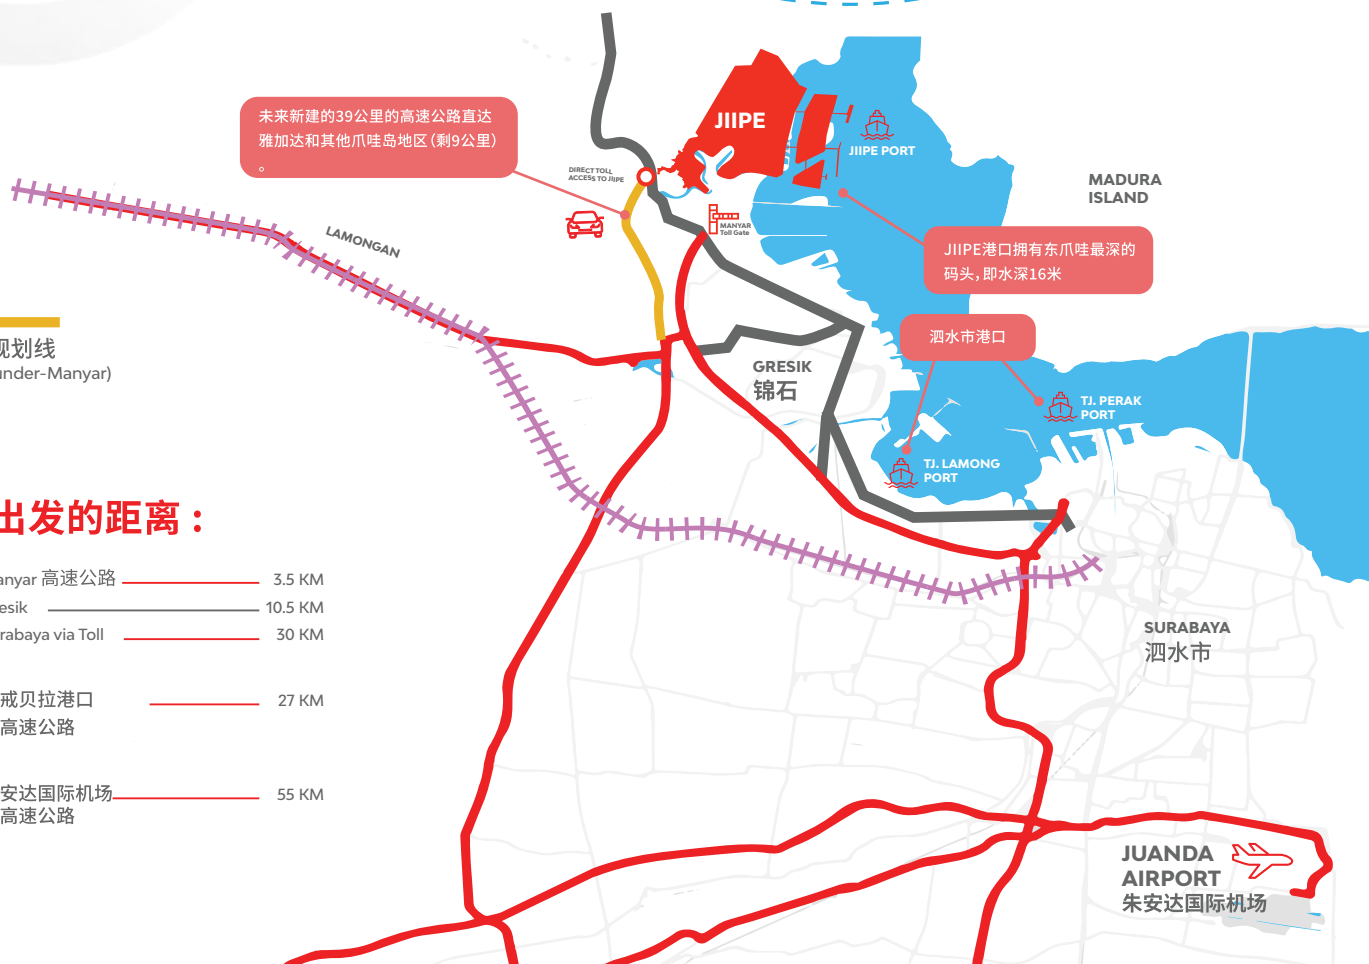 未来新建的39公里的高速公路直达
雅加达和其他爪哇岛地区(剩9公里)
。
DIRECT TOLL
ACCESS TO JIIPE
JIIPE
JIIPE PORT
MADURA
ISLAND
MANYAR
Toll Gate
LAMONGAN
JIIPE港口拥有东爪哇最深的
码头,即水深16米
泗水市港口
规划线
under-Manyar)
GRESIK
锦石
TJ. PERAK
PORT
TJ. LAMONG
PORT
出发的距离 :
anyar 高速公路 3.5 KM
esik 10.5 KM
rabaya via Toll 30 KM
戒贝拉港口 27 KM
高速公路
安达国际机场 55 KM
高速公路
SURABAYA
泗水市
JUANDA
AIRPORT
朱安达国际机场